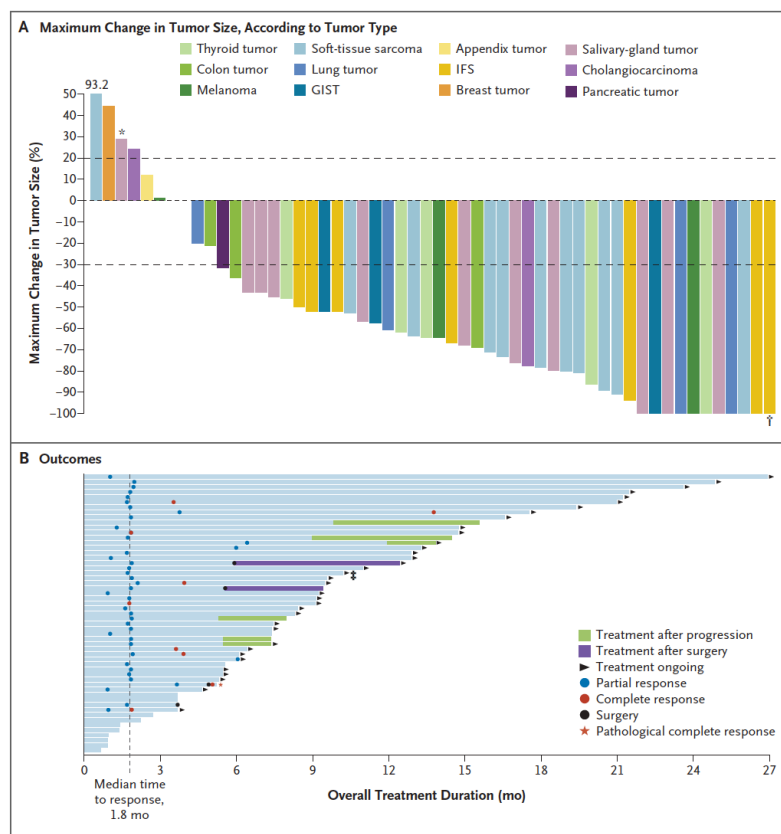 A Maximum Change in Tumor Size, According to Tumor Type
Thyroid tumor Soft-tissue sarcoma Appendix tumor Salivary-gland tumor
Colon tumor Lung tumor IFS Cholangiocarcinoma
Melanoma GIST Breast tumor Pancreatic tumor
93.2
*
50
40
30
20
10
0
−10
−20
−30
−40
−50
−60
−70
−80
−90
−100
Maximum Change in Tumor Size (%)
†
B Outcomes
‡
Treatment after progression
Treatment after surgery
Treatment ongoing
Partial response
Complete response
Surgery
Pathological complete response
0 3 6 9 12 15 18 21 24 27
Median time
to response,
1.8 mo
Overall Treatment Duration (mo)